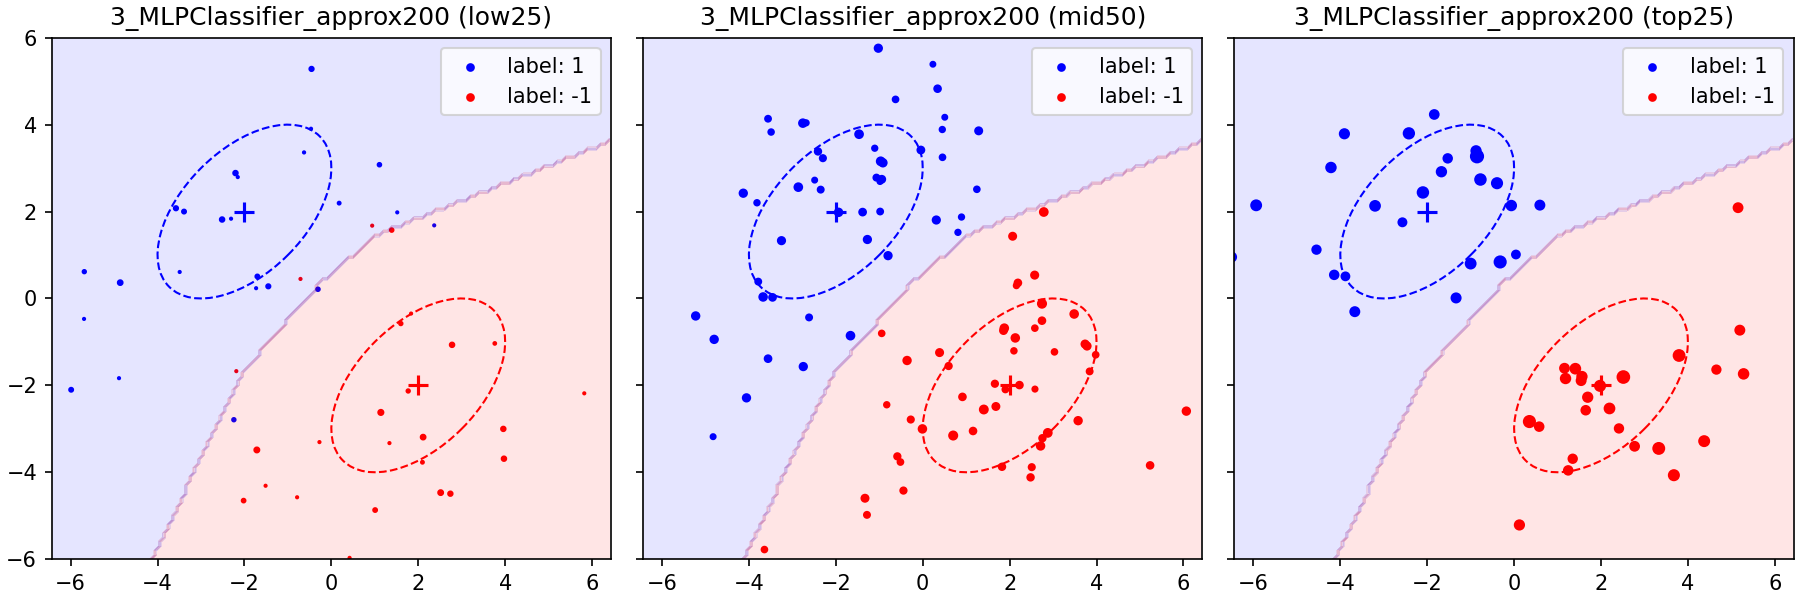 3_MLPClassifier_approx200 (low25)
label: 1
label: -1
6
4
2
0
−2
−4
−6
−6 −4 −2 0 2 4 6
3_MLPClassifier_approx200 (mid50)
label: 1
label: -1
−6 −4 −2 0 2 4 6
3_MLPClassifier_approx200 (top25)
label: 1
label: -1
−6 −4 −2 0 2 4 6